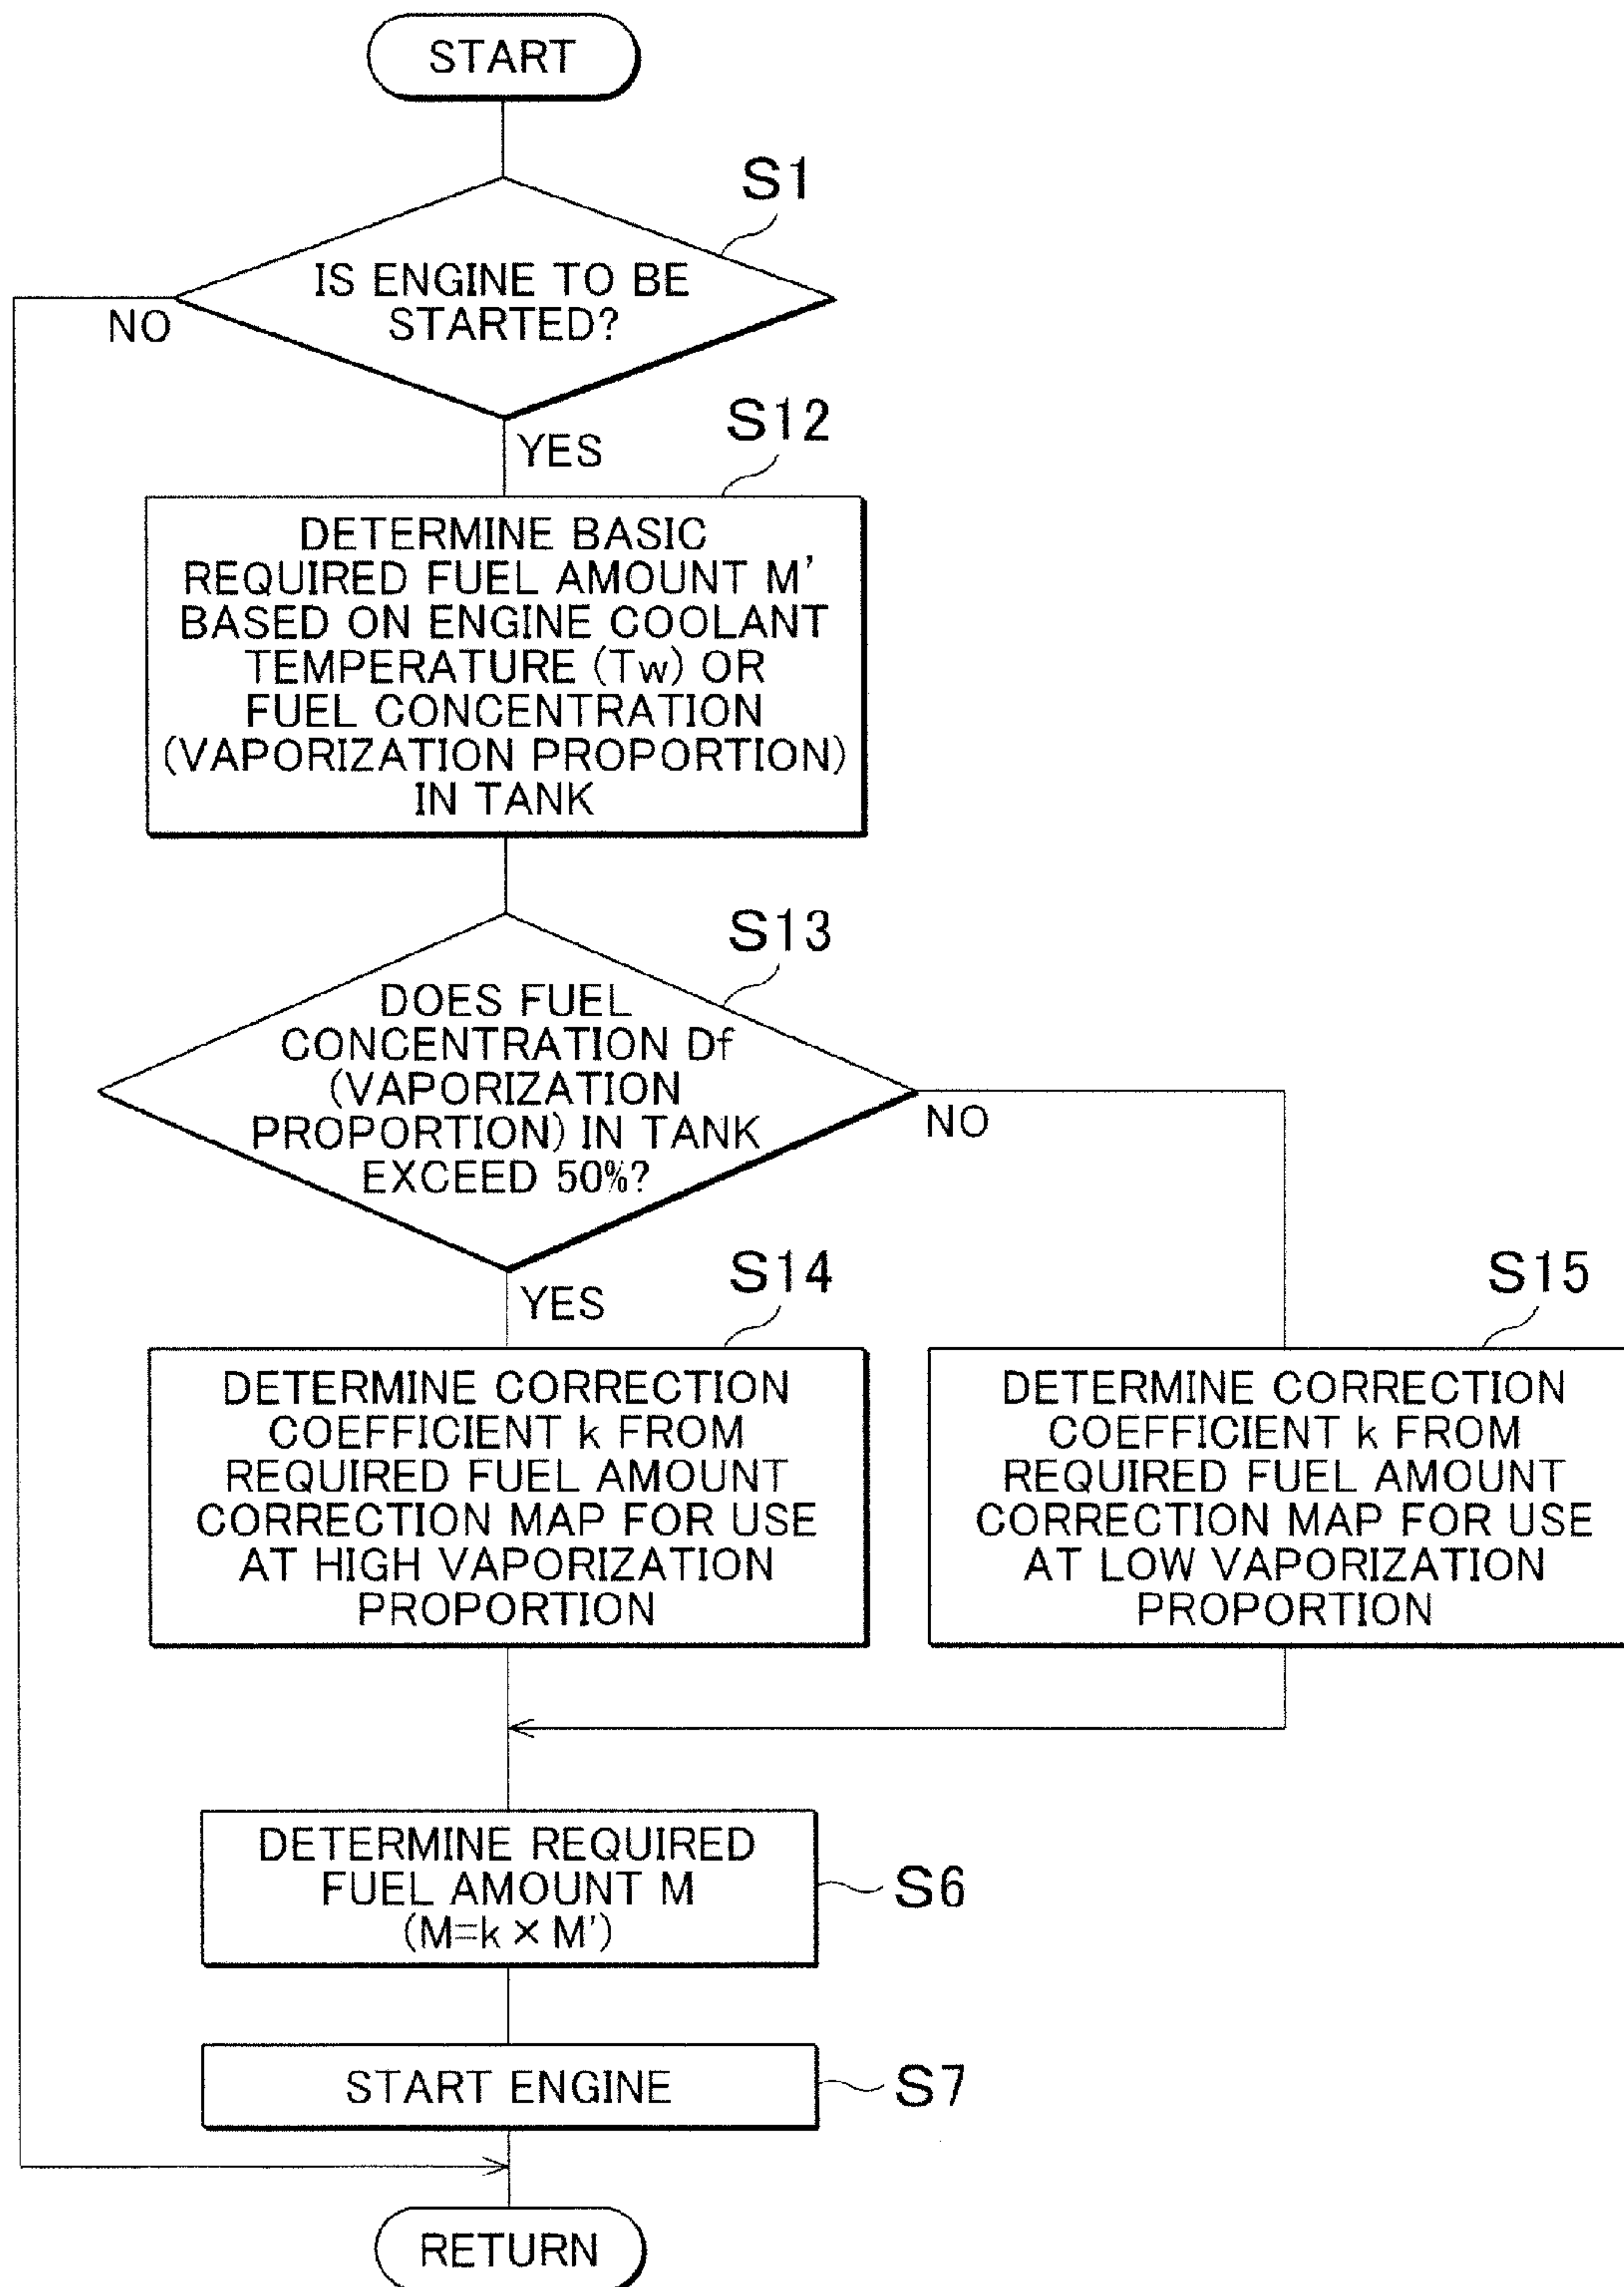 START
S1
IS ENGINE TO BE
STARTED?
NO
YES
S12
DETERMINE BASIC
REQUIRED FUEL AMOUNT M'
BASED ON ENGINE COOLANT
TEMPERATURE (Tw) OR
FUEL CONCENTRATION
(VAPORIZATION PROPORTION)
IN TANK
S13
DOES FUEL
CONCENTRATION Df
(VAPORIZATION
PROPORTION) IN TANK
EXCEED 50%?
NO
YES
S14
DETERMINE CORRECTION
COEFFICIENT k FROM
REQUIRED FUEL AMOUNT
CORRECTION MAP FOR USE
AT HIGH VAPORIZATION
PROPORTION
S15
DETERMINE CORRECTION
COEFFICIENT k FROM
REQUIRED FUEL AMOUNT
CORRECTION MAP FOR USE
AT LOW VAPORIZATION
PROPORTION
DETERMINE REQUIRED
FUEL AMOUNT M
(M=k × M')
S6
START ENGINE
S7
RETURN